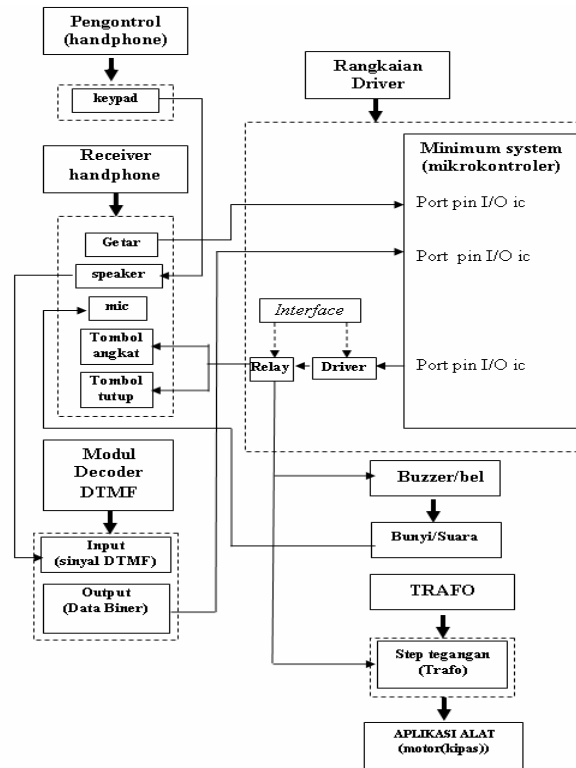 Pengontrol
(handphone)
keypad
Receiver
handphone
Getar
speaker
mic
Tombol
angkat
Tombol
tutup
Modul
Decoder
DTMF
Input
(sinyal DTMF)
Output
(Data Biner)
Rangkaian
Driver
Minimum system
(mikrokontroler)
Port pin I/O ic
Port pin I/O ic
Interface
Relay
Driver
Port pin I/O ic
Buzzer/bel
Bunyi/Suara
TRAFO
Step tegangan
(Trafo)
APLIKASI ALAT
(motor(kipas))